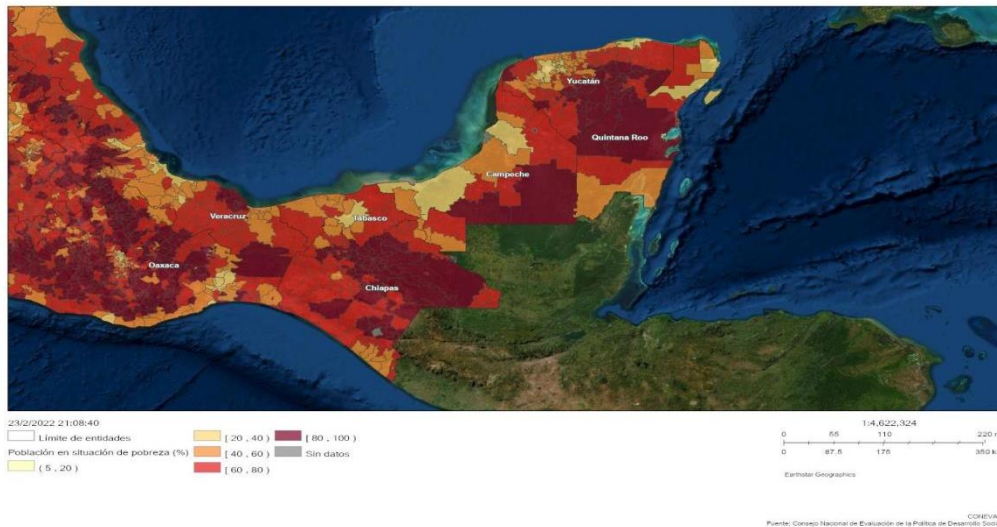 Yucatán
Quintana Roo
Campeche
Veracruz
Tabasco
Oaxaca
Chiapas
23/2/2022 21:08:40
Límite de entidades
Población en situación de pobreza (%)
( 5 , 20 )
[ 20 , 40 )
[ 40 , 60 )
[ 60 , 80 )
[ 80 , 100 )
Sin datos
1:4,622,324
0 55 110 220 m
0 87.5 175 350 k
Earthstar Geographics
CONEVA
Fuente: Consejo Nacional de Evaluación de la Política de Desarrollo Soci